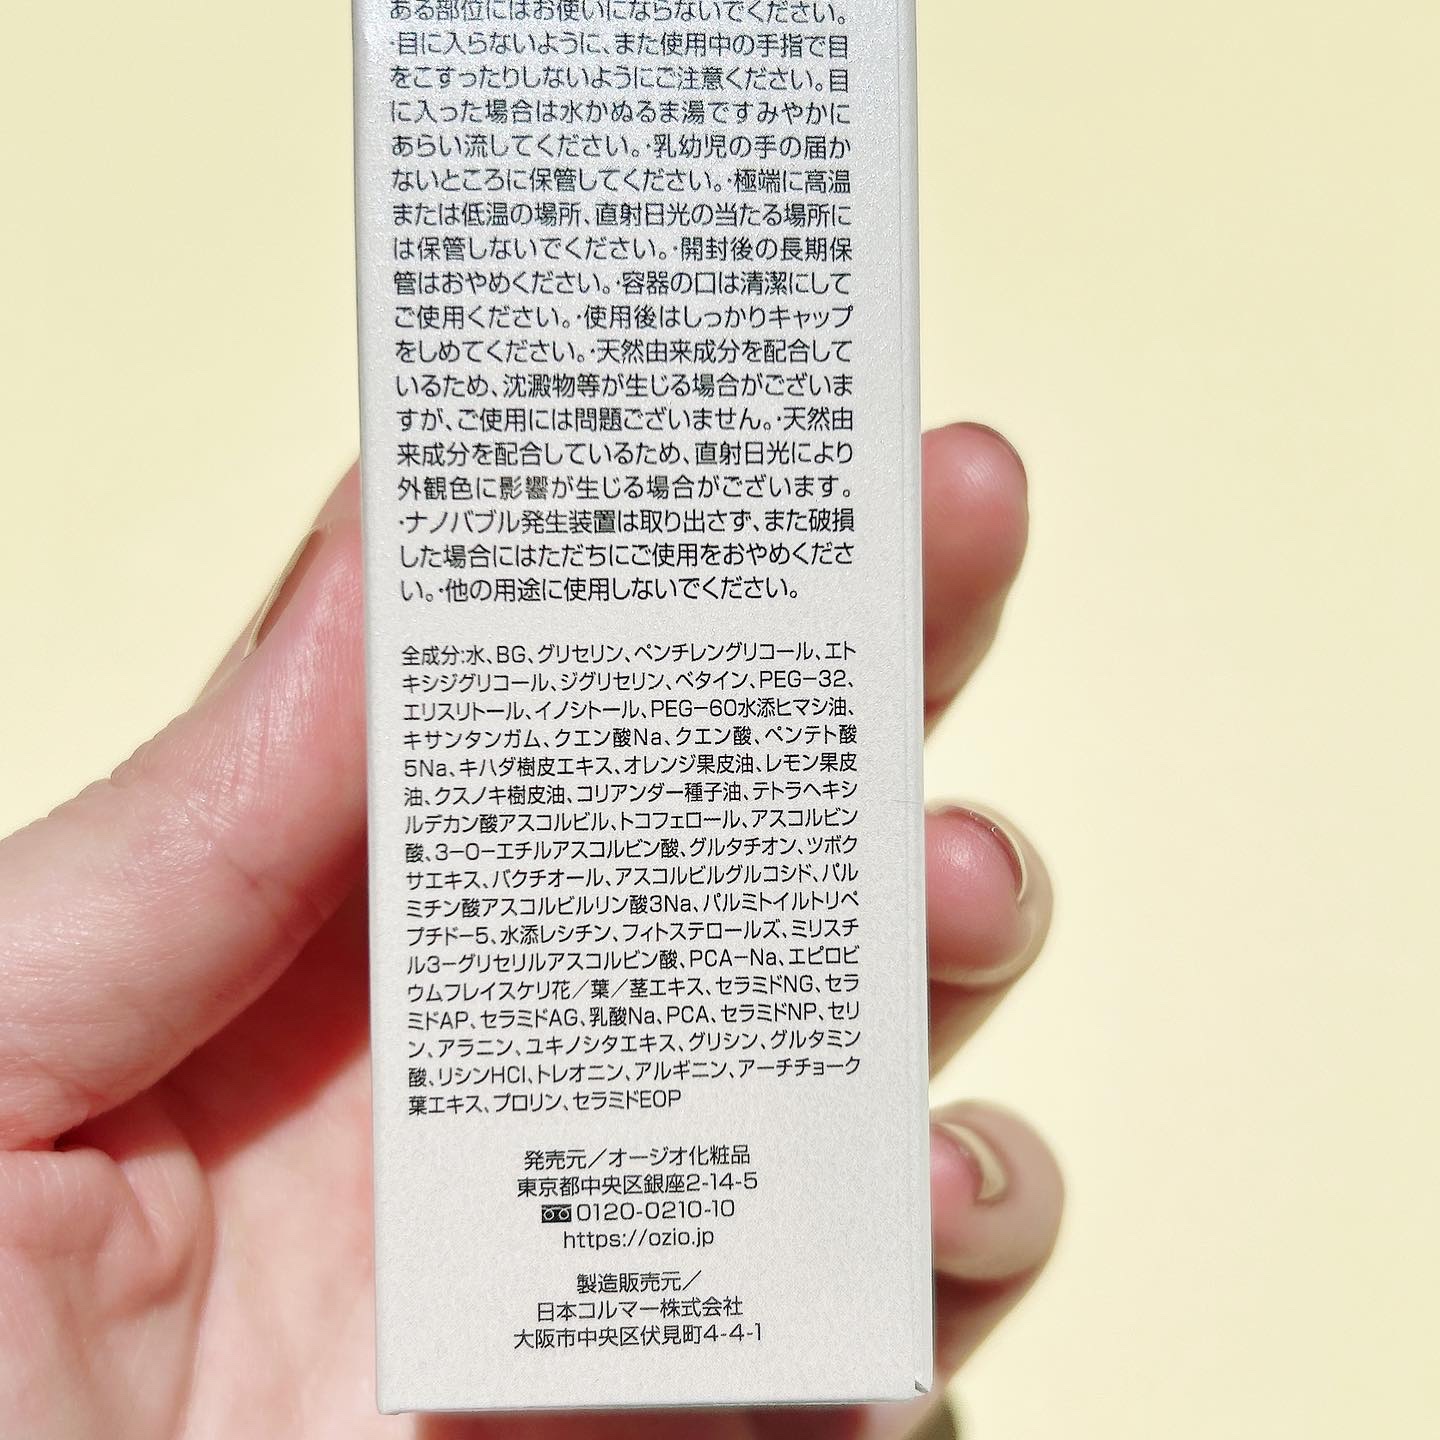 ある部位にはお使いにならないでください。
・目に入らないように、また使用中の手指で目
をこすったりしないようにご注意ください。目
に入った場合は水かぬるま湯ですみやかに
あらい流してください。・乳幼児の手の届か
ないところに保管してください。・極端に高温
または低温の場所、直射日光の当たる場所に
は保管しないでください。・開封後の長期保
管はおやめください。・容器の口は清潔にして
ご使用ください。・使用後はしっかりキャップ
をしめてください。・天然由来成分を配合して
いるため、沈澱物等が生じる場合がございま
すが、ご使用には問題ございません。・天然由
来成分を配合しているため、直射日光により
外観色に影響が生じる場合がございます。
・ナノバブル発生装置は取り出さず、また破損
した場合にはただちにご使用をおやめくださ
い。・他の用途に使用しないでください。
全成分:水、BG、グリセリン、ペンチレングリコール、エト
キシジグリコール、ジグリセリン、ベタイン、PEG-32、
エリスリトール、イノシトール、PEG-60水添ヒマシ油、
キサンタンガム、クエン酸Na、クエン酸、ペンテト酸
5Na、キハダ樹皮エキス、オレンジ果皮油、レモン果皮
油、クスノキ樹皮油、コリアンダー種子油、テトラヘキシ
ルデカン酸アスコルビル、トコフェロール、アスコルビン
酸、3-O-エチルアスコルビン酸、グルタチオン、ツボク
サエキス、バクチオール、アスコルビルグルコシド、パル
ミチン酸アスコルビルリン酸3Na、パルミトイルトリペ
プチド-5、水添レシチン、フィトステロールズ、ミリスチ
ル3-グリセリルアスコルビン酸、PCA-Na、エピロビ
ウムフレイスケリ花／葉／茎エキス、セラミドNG、セラ
ミドAP、セラミドAG、乳酸Na、PCA、セラミドNP、セリ
ン、アラニン、ユキノシタエキス、グリシン、グルタミン
酸、リシンHCl、トレオニン、アルギニン、アーチチョーク
葉エキス、プロリン、セラミドEOP
発売元／オージオ化粧品
東京都中央区銀座2-14-5
0120-0210-10
https://ozio.jp
製造販売元／
日本コルマー株式会社
大阪市中央区伏見町4-4-1